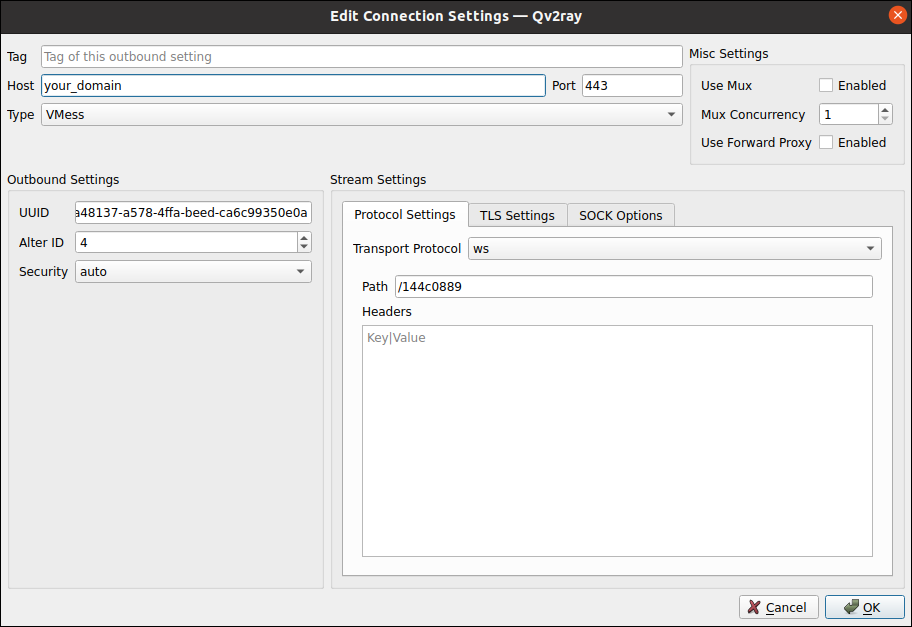 Edit Connection Settings — Qv2ray
Tag Tag of this outbound setting
Host your_domain Port 443
Type VMess
Misc Settings
Use Mux Enabled
Mux Concurrency 1
Use Forward Proxy Enabled
Outbound Settings
UUID a48137-a578-4ffa-beed-ca6c99350e0a
Alter ID 4
Security auto
Stream Settings
Protocol Settings TLS Settings SOCK Options
Transport Protocol ws
Path /144c0889
Headers
Key|Value
Cancel OK